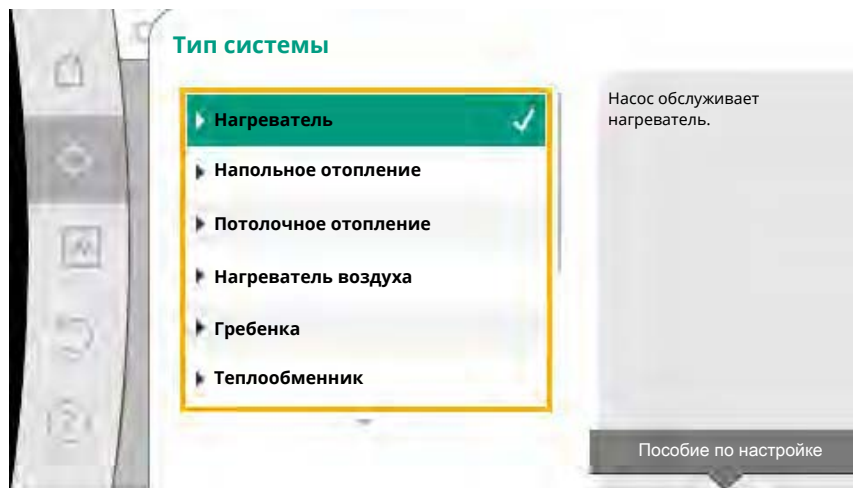 Тип системы
Нагреватель
Напольное отопление
Потолочное отопление
Нагреватель воздуха
Гребенка
Теплообменник
Насос обслуживает
нагреватель.
Пособие по настройке